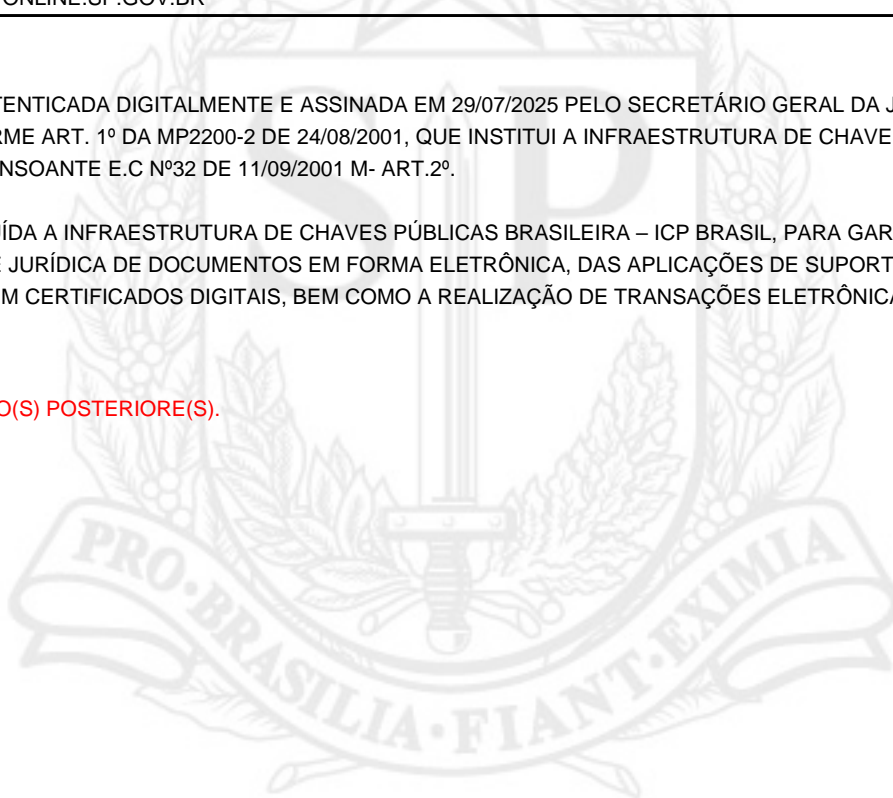 ONLINE.SP.GOV.BR
TENTICADA DIGITALMENTE E ASSINADA EM 29/07/2025 PELO SECRETÁRIO GERAL DA J
RME ART. 1º DA MP2200-2 DE 24/08/2001, QUE INSTITUI A INFRAESTRUTURA DE CHAVE
NSOANTE E.C Nº32 DE 11/09/2001 M- ART.2º.
UÍDA A INFRAESTRUTURA DE CHAVES PÚBLICAS BRASILEIRA – ICP BRASIL, PARA GAR
E JURÍDICA DE DOCUMENTOS EM FORMA ELETRÔNICA, DAS APLICAÇÕES DE SUPORT
M CERTIFICADOS DIGITAIS, BEM COMO A REALIZAÇÃO DE TRANSAÇÕES ELETRÔNICA
O(S) POSTERIORE(S).
SP
PRO·BRASILIA·FIANT·EXIMIA